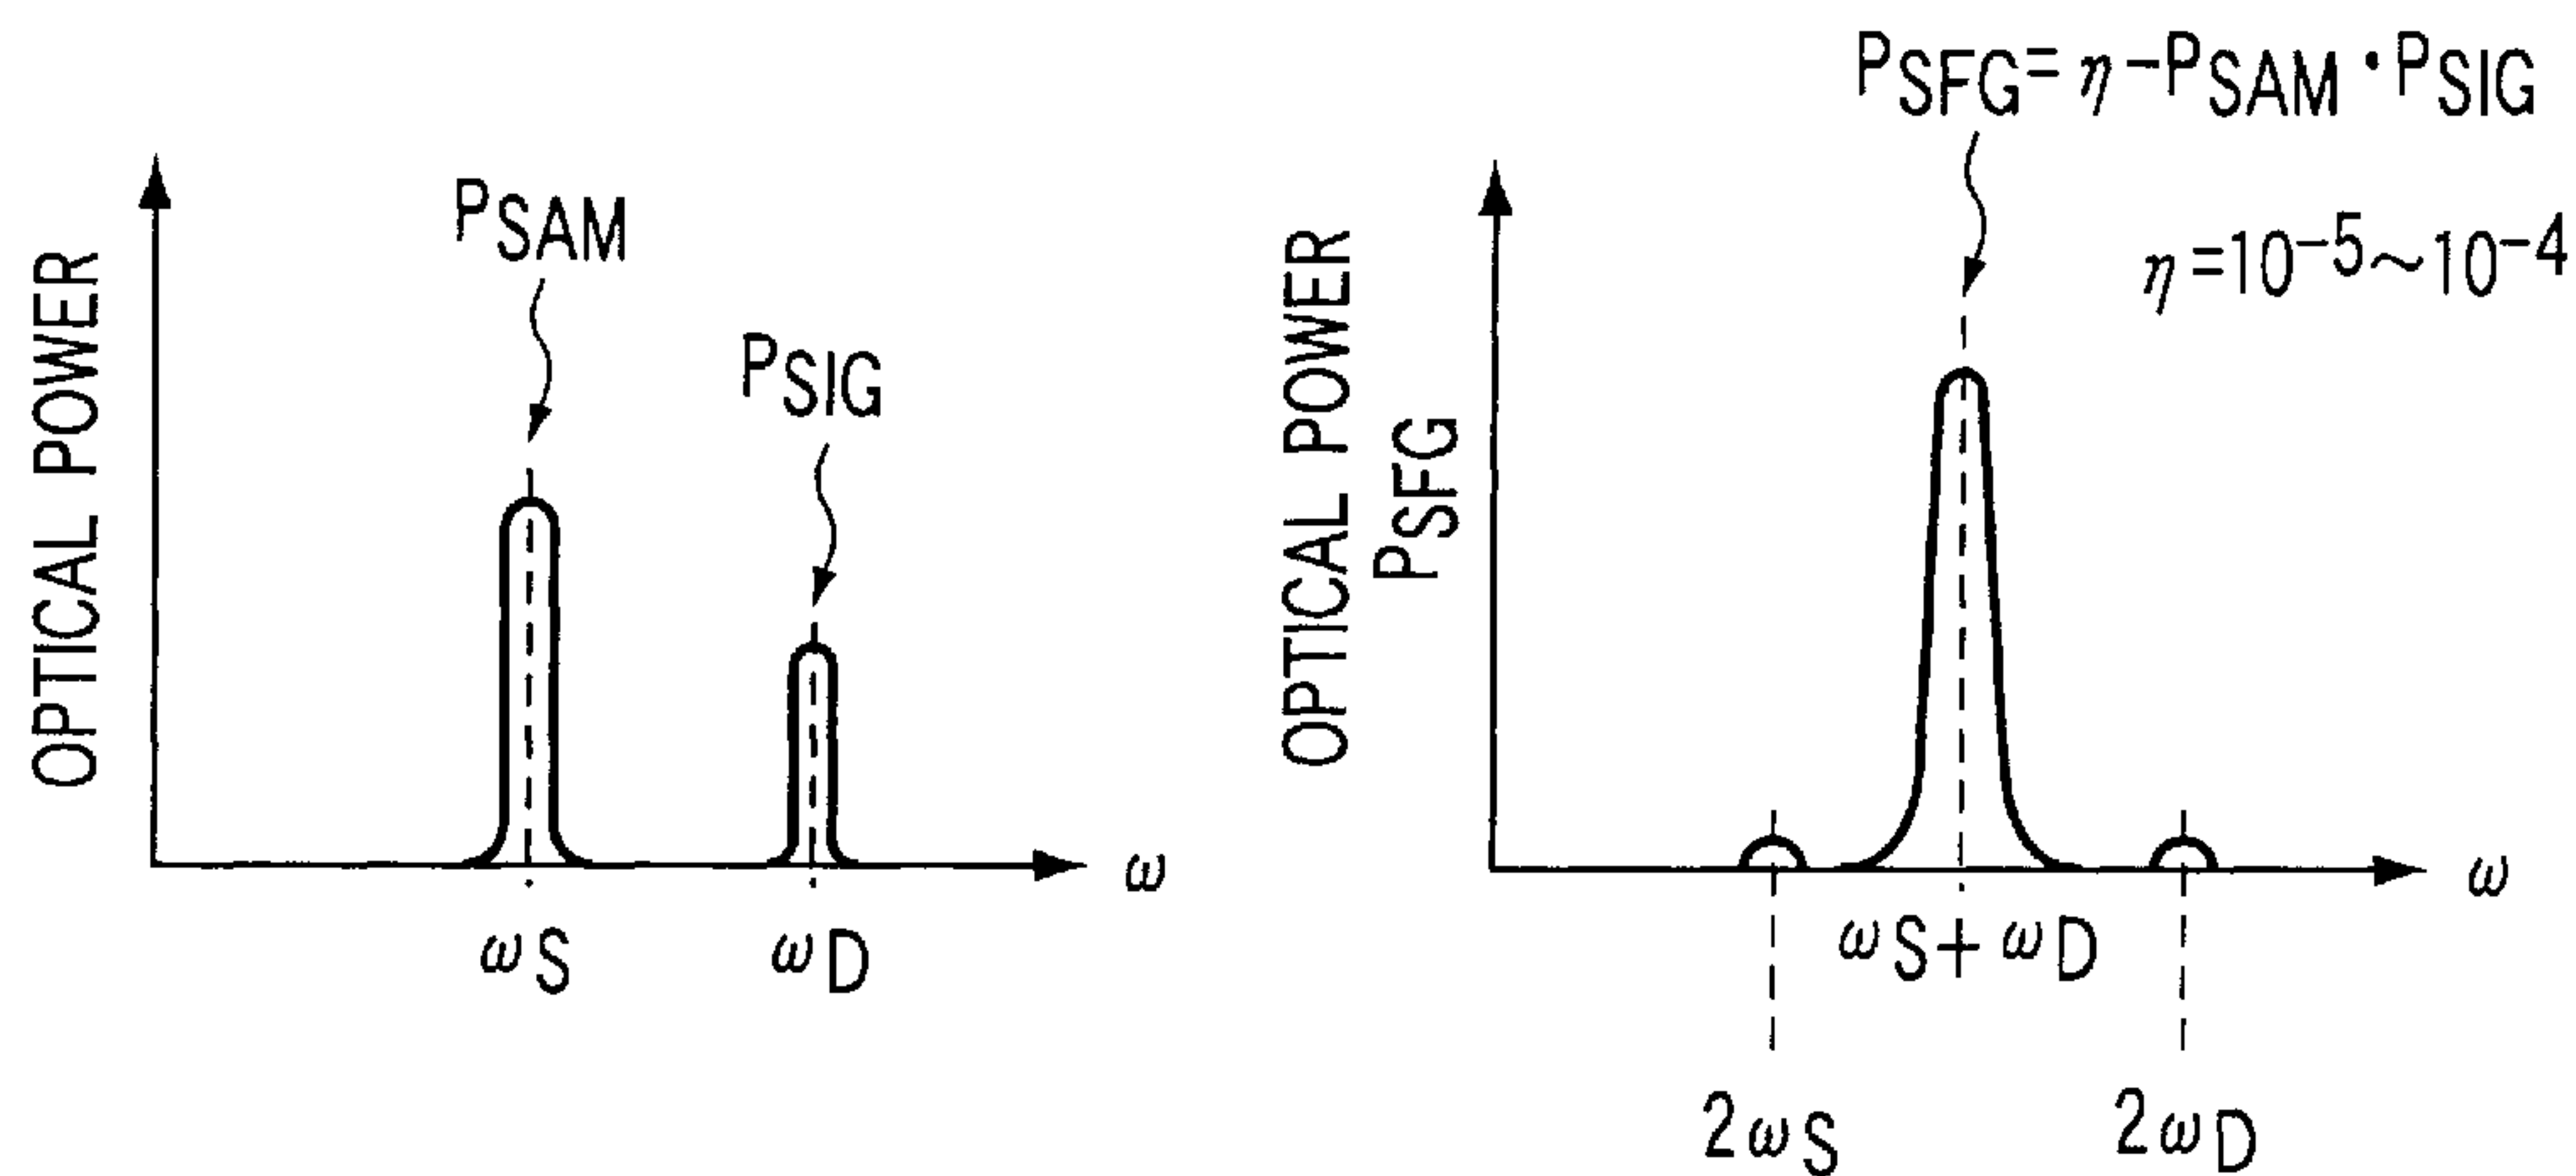 OPTICAL POWER
PSAM
PSIG
ω
ωS
ωD
PSFG= η-PSAM · PSIG
η=10-5~10-4
OPTICAL POWER
PSFG
ω
ωS+ ωD
2ωS
2ωD